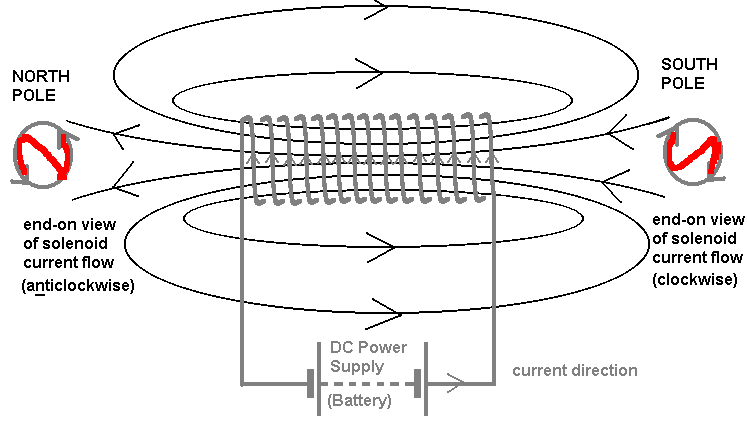 NORTH
POLE
SOUTH
POLE
N
S
end-on view
of solenoid
current flow
(anticlockwise)
end-on view
of solenoid
current flow
(clockwise)
DC Power
Supply
(Battery)
current direction